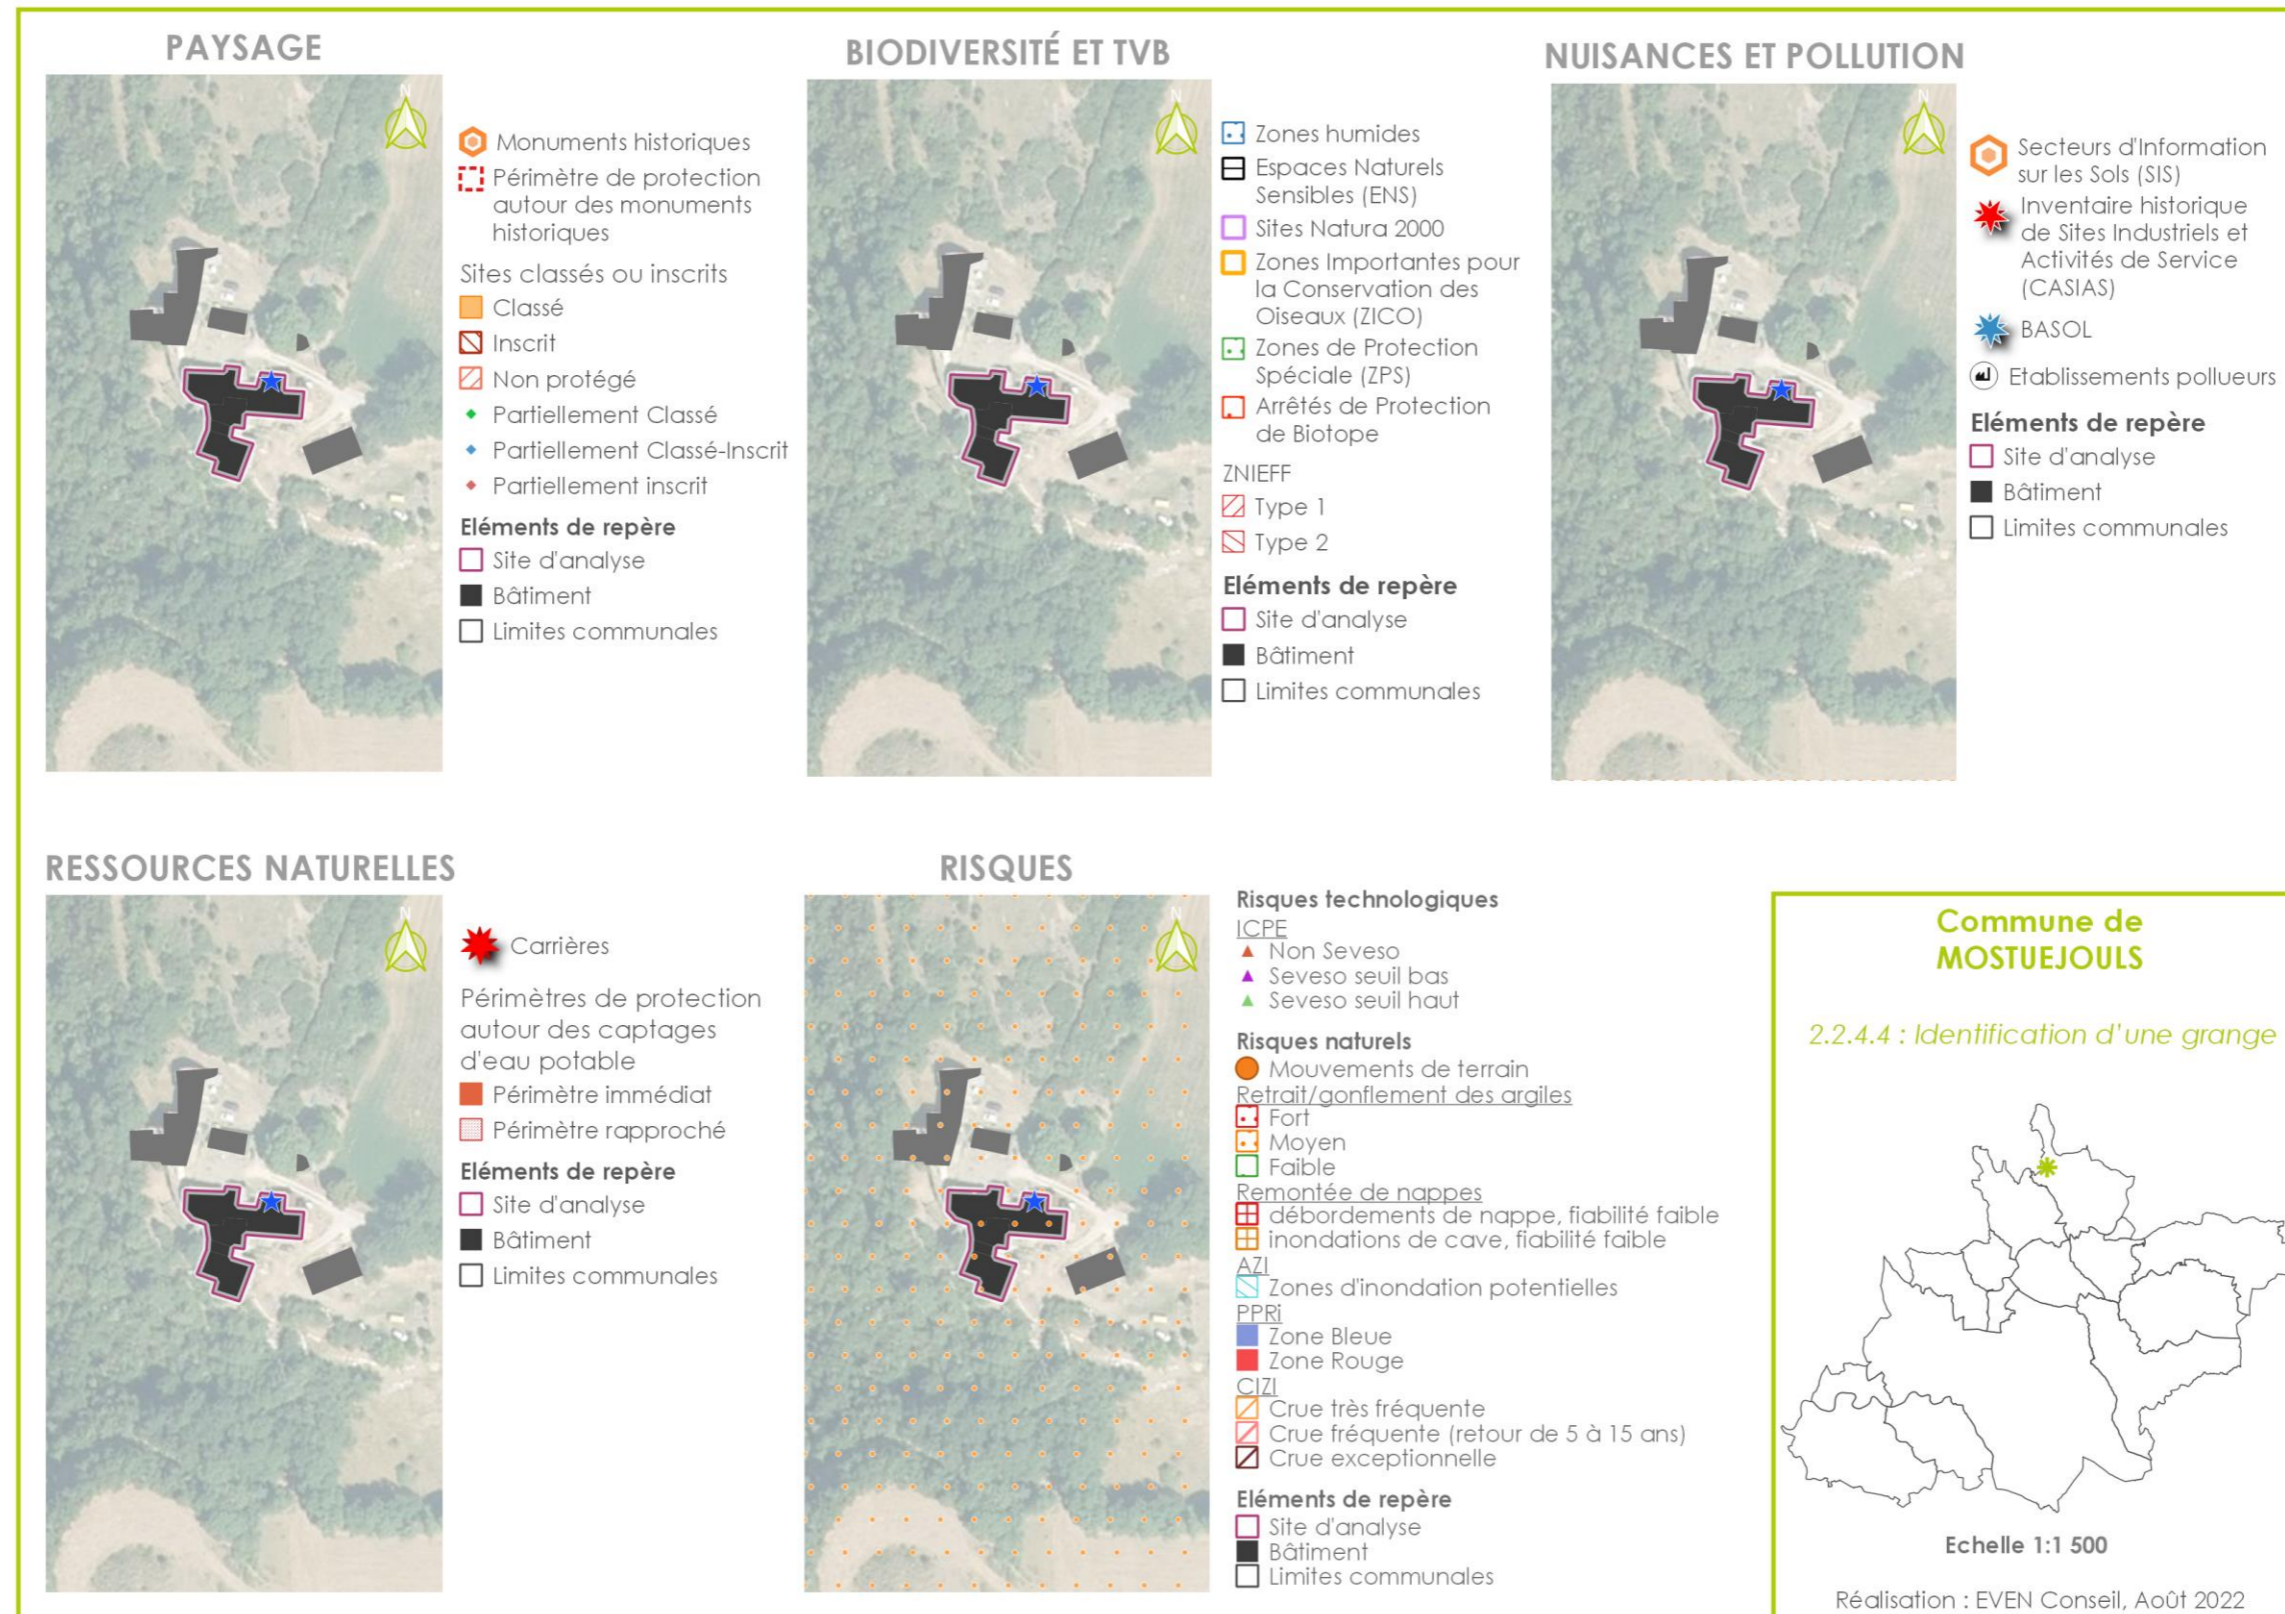 PAYSAGE
N
Monuments historiques
Périmètre de protection
autour des monuments
historiques
Sites classés ou inscrits
Classé
Inscrit
Non protégé
Partiellement Classé
Partiellement Classé-Inscrit
Partiellement inscrit
Eléments de repère
Site d'analyse
Bâtiment
Limites communales
BIODIVERSITÉ ET TVB
N
Zones humides
Espaces Naturels
Sensibles (ENS)
Sites Natura 2000
Zones Importantes pour
la Conservation des
Oiseaux (ZICO)
Zones de Protection
Spéciale (ZPS)
Arrêtés de Protection
de Biotope
ZNIEFF
Type 1
Type 2
Eléments de repère
Site d'analyse
Bâtiment
Limites communales
NUISANCES ET POLLUTION
N
Secteurs d'Information
sur les Sols (SIS)
Inventaire historique
de Sites Industriels et
Activités de Service
(CASIAS)
BASOL
Etablissements pollueurs
Eléments de repère
Site d'analyse
Bâtiment
Limites communales
RESSOURCES NATURELLES
N
Carrières
Périmètres de protection
autour des captages
d'eau potable
Périmètre immédiat
Périmètre rapproché
Eléments de repère
Site d'analyse
Bâtiment
Limites communales
RISQUES
N
Risques technologiques
ICPE
Non Seveso
Seveso seuil bas
Seveso seuil haut
Risques naturels
Mouvements de terrain
Retrait/gonflement des argiles
Fort
Moyen
Faible
Remontée de nappes
débordements de nappe, fiabilité faible
inondations de cave, fiabilité faible
AZI
Zones d'inondation potentielles
PPRi
Zone Bleue
Zone Rouge
CIZI
Crue très fréquente
Crue fréquente (retour de 5 à 15 ans)
Crue exceptionnelle
Eléments de repère
Site d'analyse
Bâtiment
Limites communales
Commune de
MOSTUEJOULS
2.2.4.4 : Identification d'une grange
Echelle 1:1 500
Réalisation : EVEN Conseil, Août 2022